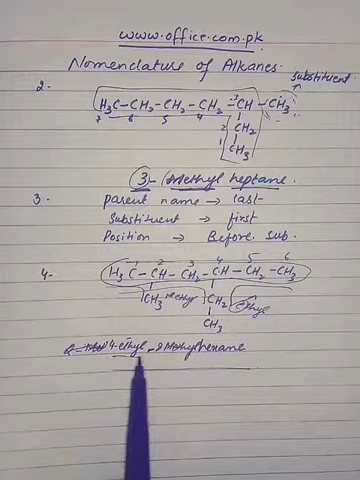 www.office.com.pk
Nomenclature of Alkanes.
substituent
2-
H3C-CH2-CH2-CH2-CH-CH3
7 6 5 4 3
2 CH2
1 CH3
3- Methyl heptane.
3- parent name → last
Substituent → first
Position → Before sub.
4-
1 2 3 4 5 6
H3C-CH-CH2-CH-CH2-CH3
CH3 methyl CH2 ethyl
CH3
4-ethyl-2Methylhexane